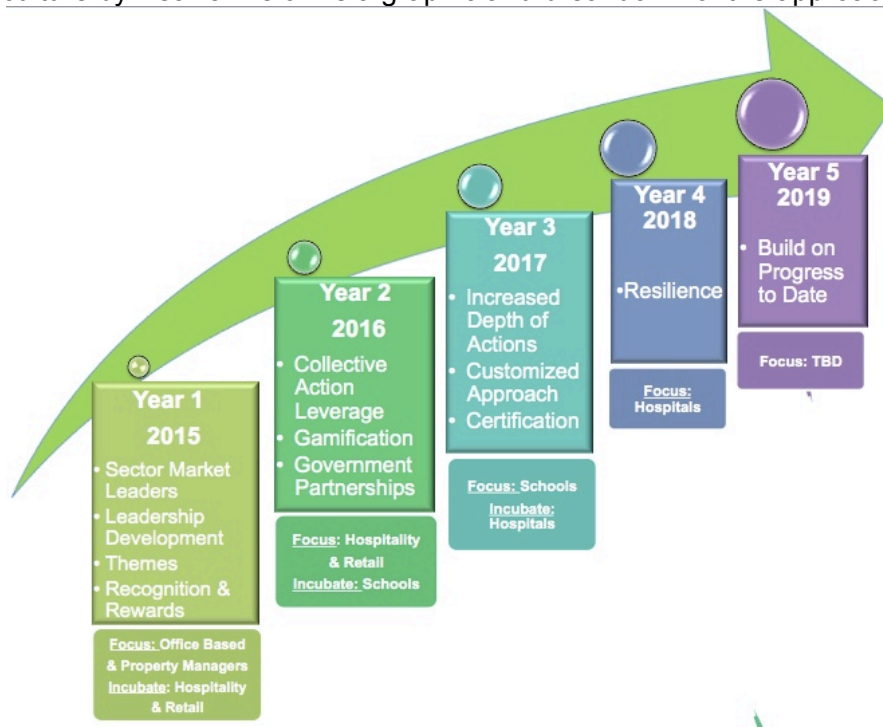 Year 1
2015
• Sector Market
Leaders
• Leadership
Development
• Themes
• Recognition &
Rewards
Focus: Office Based
& Property Managers
Incubate: Hospitality
& Retail
Year 2
2016
• Collective
Action
Leverage
• Gamification
• Government
Partnerships
Focus: Hospitality
& Retail
Incubate: Schools
Year 3
2017
• Increased
Depth of
Actions
• Customized
Approach
• Certification
Focus: Schools
Incubate:
Hospitals
Year 4
2018
•Resilience
Focus:
Hospitals
Year 5
2019
• Build on
Progress
to Date
Focus: TBD